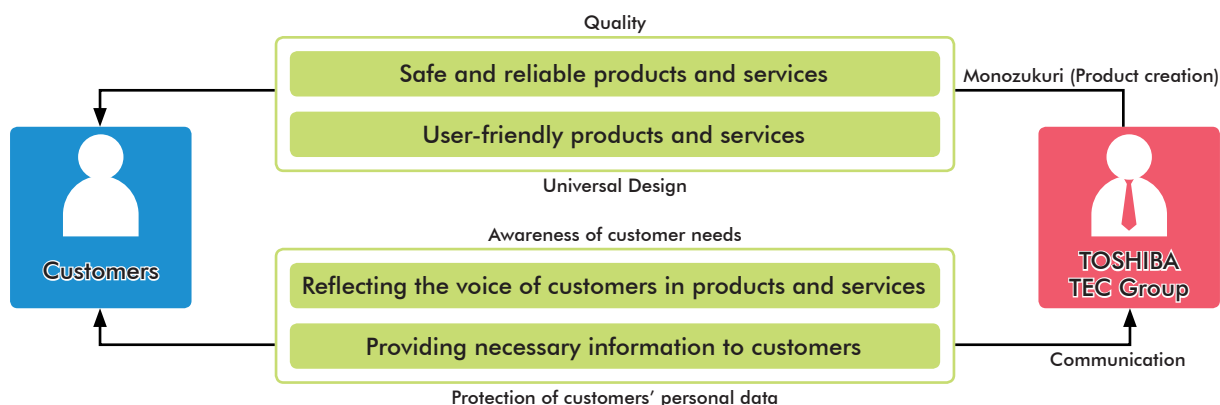 Quality
Safe and reliable products and services
Monozukuri (Product creation)
User-friendly products and services
Universal Design
Customers
TOSHIBA
TEC Group
Awareness of customer needs
Reflecting the voice of customers in products and services
Providing necessary information to customers
Communication
Protection of customers’ personal data